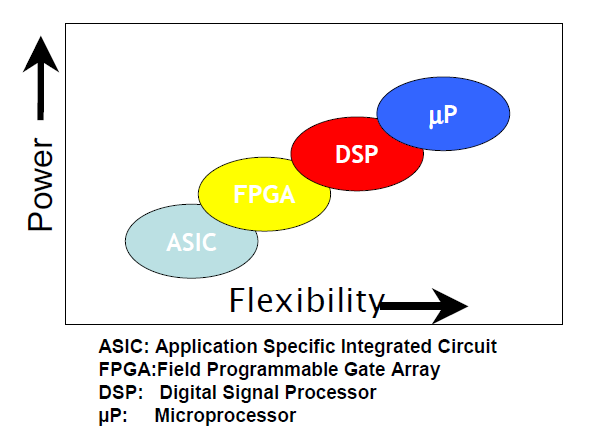 Power
µP
DSP
FPGA
ASIC
Flexibility
ASIC: Application Specific Integrated Circuit
FPGA:Field Programmable Gate Array
DSP: Digital Signal Processor
µP: Microprocessor